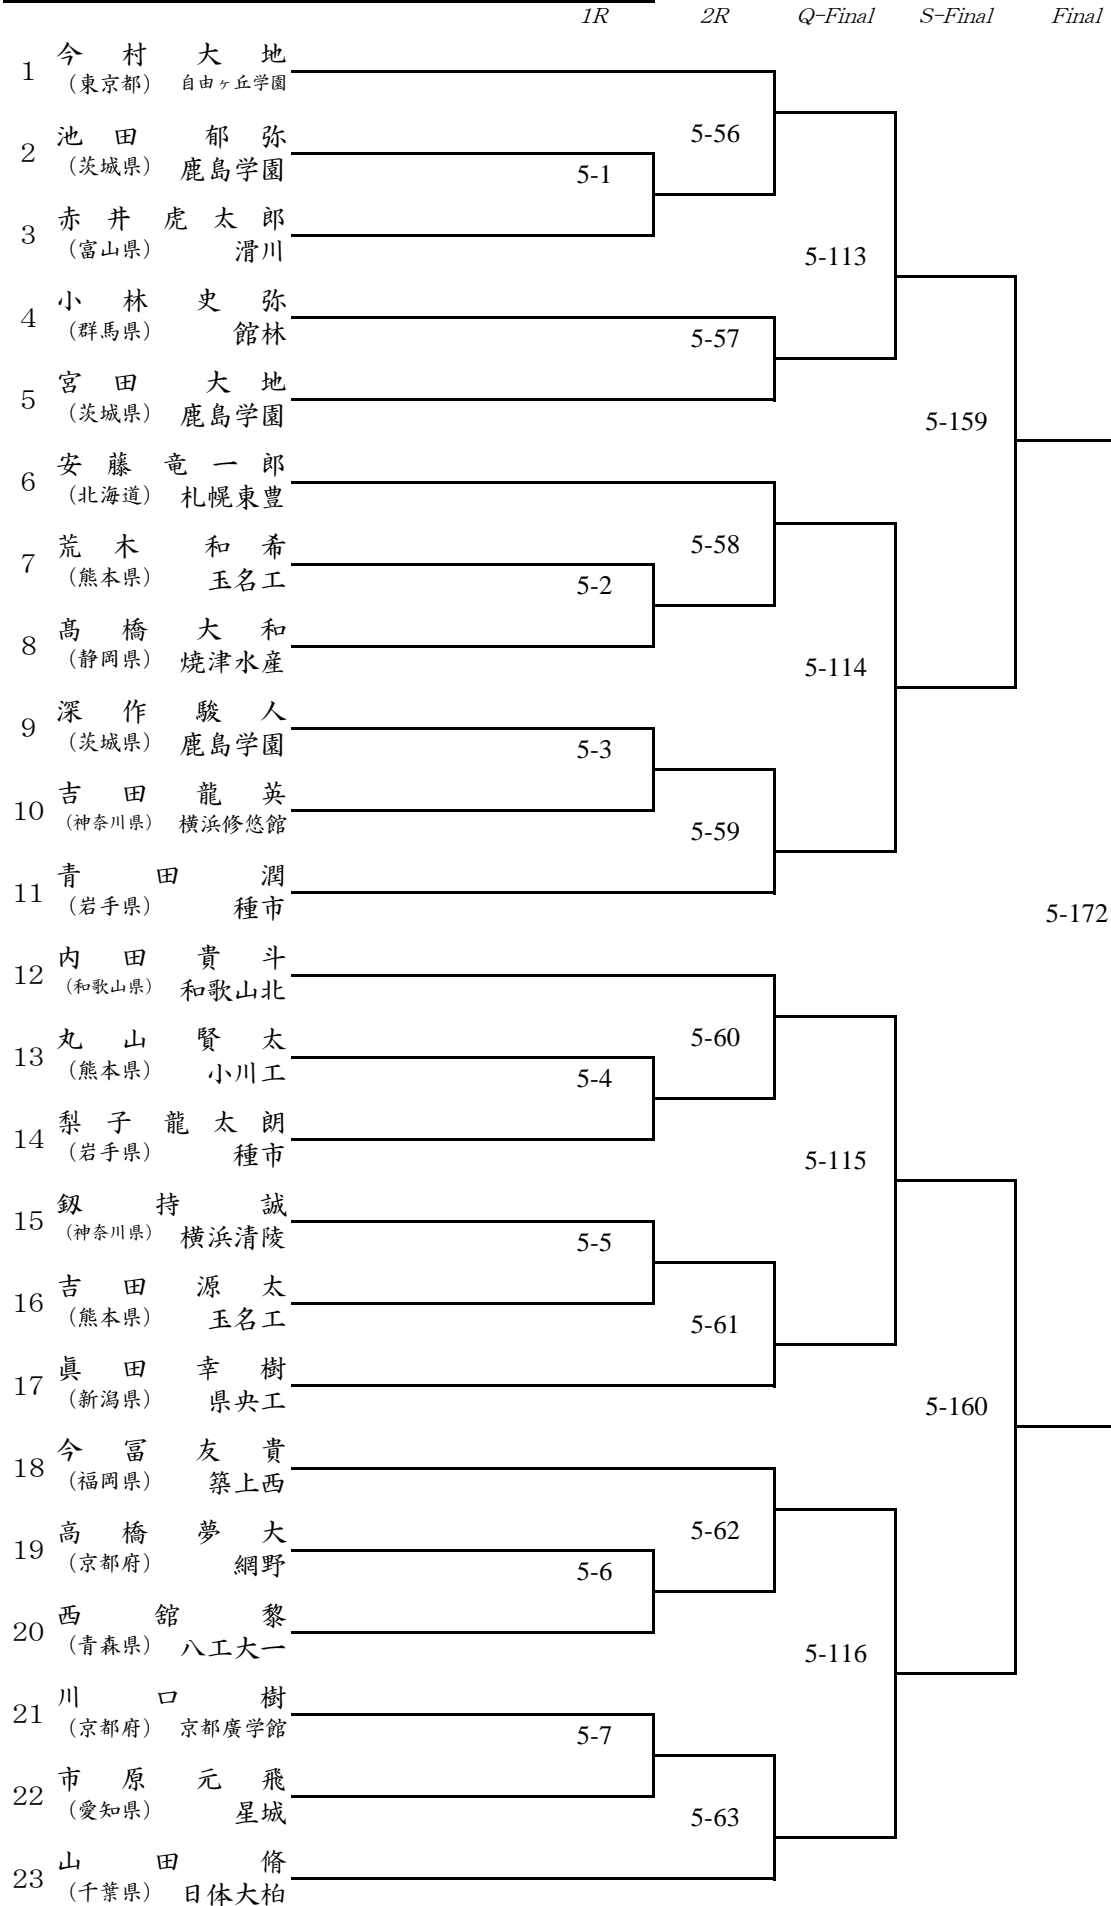 1R 2R Q-Final S-Final Final
1 今村大地
（東京都） 自由ヶ丘学園
5-56
2 池田郁弥
（茨城県） 鹿島学園
5-1
3 赤井虎太郎
（富山県） 滑川
5-113
4 小林史弥
（群馬県） 館林
5-57
5 宮田大地
（茨城県） 鹿島学園
5-159
6 安藤竜一郎
（北海道） 札幌東豊
5-58
7 荒木和希
（熊本県） 玉名工
5-2
8 髙橋大和
（静岡県） 焼津水産
5-114
9 深作駿人
（茨城県） 鹿島学園
5-3
10 吉田龍英
（神奈川県） 横浜修悠館
5-59
11 青田潤
（岩手県） 種市
5-172
12 内田貴斗
（和歌山県） 和歌山北
5-60
13 丸山賢太
（熊本県） 小川工
5-4
14 梨子龍太朗
（岩手県） 種市
5-115
15 釼持誠
（神奈川県） 横浜清陵
5-5
16 吉田源太
（熊本県） 玉名工
5-61
17 眞田幸樹
（新潟県） 県央工
5-160
18 今冨友貴
（福岡県） 築上西
5-62
19 高橋夢大
（京都府） 網野
5-6
20 西舘黎
（青森県） 八工大一
5-116
21 川口樹
（京都府） 京都廣学館
5-7
22 市原元飛
（愛知県） 星城
5-63
23 山田脩
（千葉県） 日体大柏